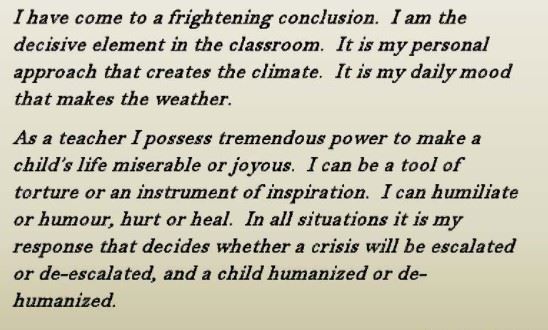 I have come to a frightening conclusion.  I am the
decisive element in the classroom.  It is my personal
approach that creates the climate.  It is my daily mood
that makes the weather.
As a teacher I possess tremendous power to make a
child's life miserable or joyous.  I can be a tool of
torture or an instrument of inspiration.  I can humiliate
or humour, hurt or heal.  In all situations it is my
response that decides whether a crisis will be escalated
or de-escalated, and a child humanized or de-
humanized.